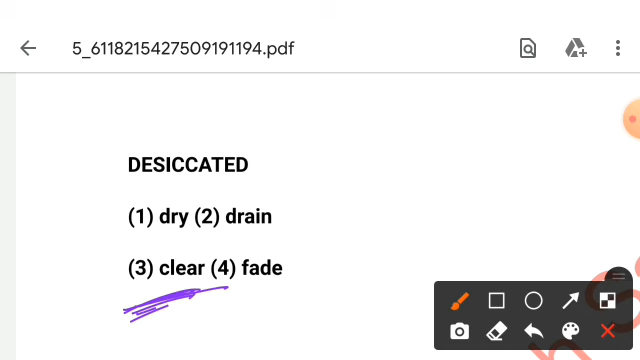 5_6118215427509191194.pdf
DESICCATED
(1) dry (2) drain
(3) clear (4) fade